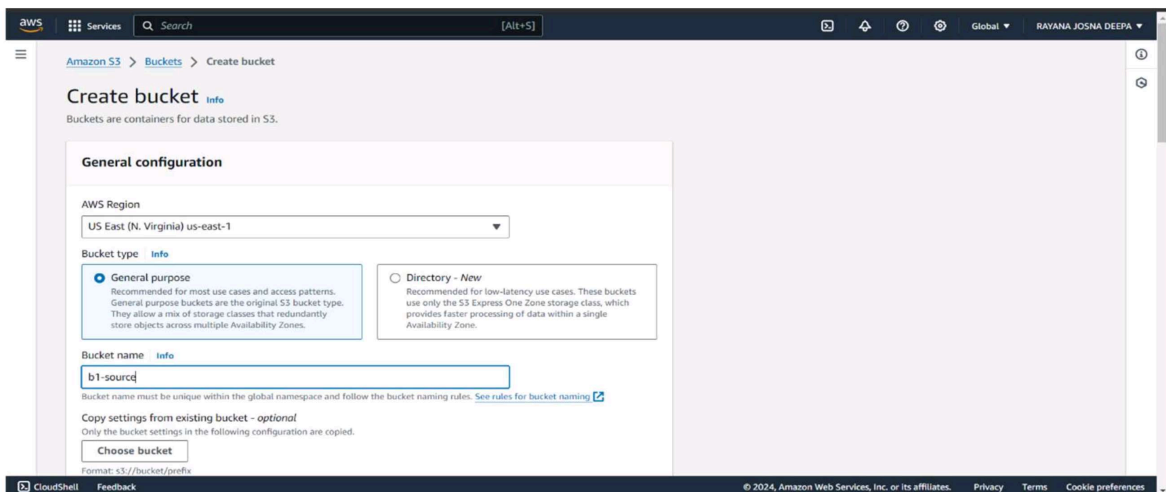 aws Services Search [Alt+S] Global RAYANA JOSNA DEEPA
Amazon S3 > Buckets > Create bucket
Create bucket Info
Buckets are containers for data stored in S3.
General configuration
AWS Region
US East (N. Virginia) us-east-1
Bucket type Info
General purpose
Recommended for most use cases and access patterns.
General purpose buckets are the original S3 bucket type.
They allow a mix of storage classes that redundantly
store objects across multiple Availability Zones.
Directory - New
Recommended for low-latency use cases. These buckets
use only the S3 Express One Zone storage class, which
provides faster processing of data within a single
Availability Zone.
Bucket name Info
b1-source
Bucket name must be unique within the global namespace and follow the bucket naming rules. See rules for bucket naming
Copy settings from existing bucket - optional
Only the bucket settings in the following configuration are copied.
Choose bucket
Format: s3://bucket/prefix
CloudShell Feedback © 2024, Amazon Web Services, Inc. or its affiliates. Privacy Terms Cookie preferences